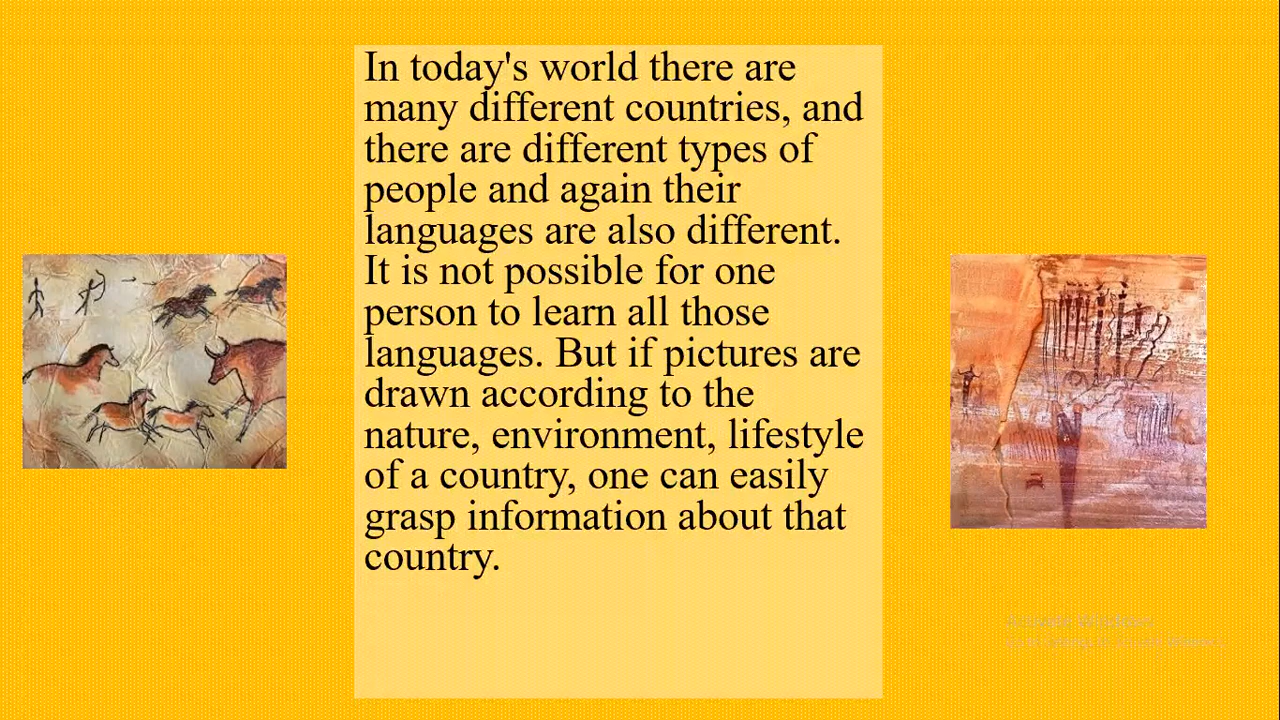 In today's world there are
many different countries, and
there are different types of
people and again their
languages are also different.
It is not possible for one
person to learn all those
languages. But if pictures are
drawn according to the
nature, environment, lifestyle
of a country, one can easily
grasp information about that
country.
Activate Windows